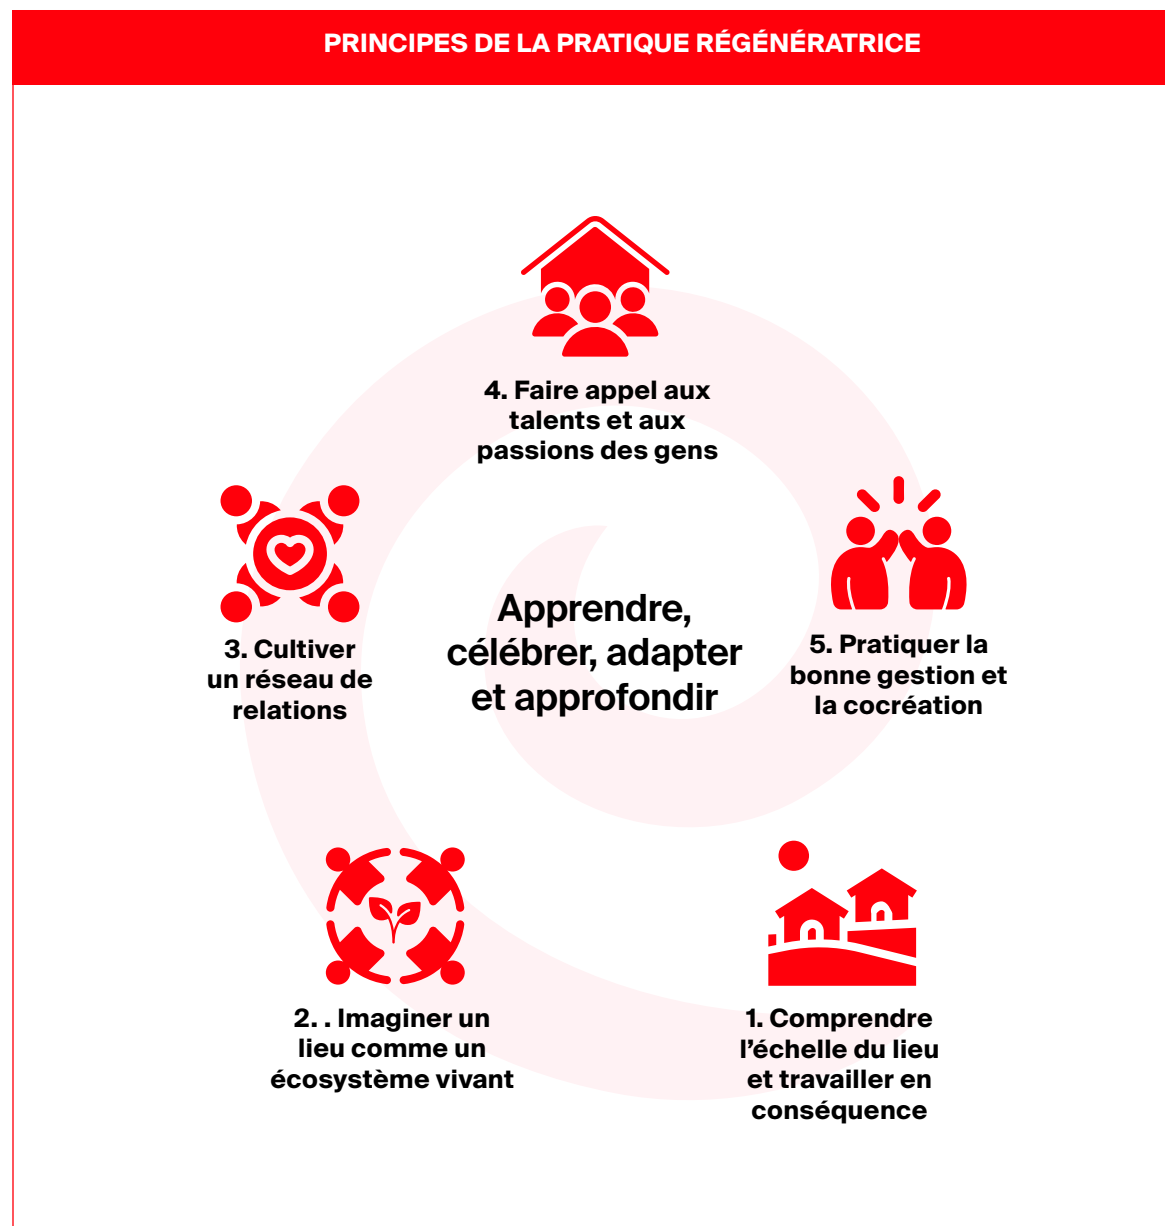 PRINCIPES DE LA PRATIQUE RÉGÉNÉRATRICE
4. Faire appel aux
talents et aux
passions des gens
3. Cultiver
un réseau de
relations
Apprendre,
célébrer, adapter
et approfondir
5. Pratiquer la
bonne gestion et
la cocréation
2. . Imaginer un
lieu comme un
écosystème vivant
1. Comprendre
l’échelle du lieu
et travailler en
conséquence